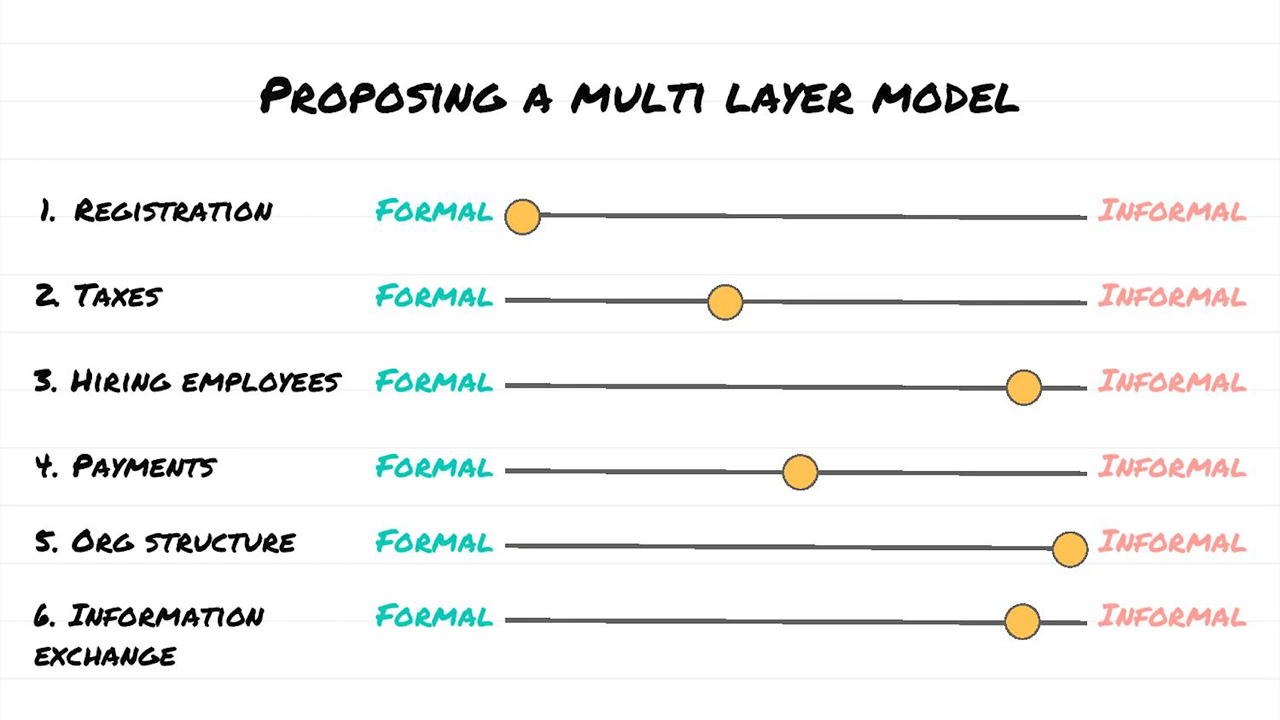 Proposing a multi layer model
1. Registration Formal Informal
2. Taxes Formal Informal
3. Hiring employees Formal Informal
4. Payments Formal Informal
5. Org structure Formal Informal
6. Information Formal Informal
exchange